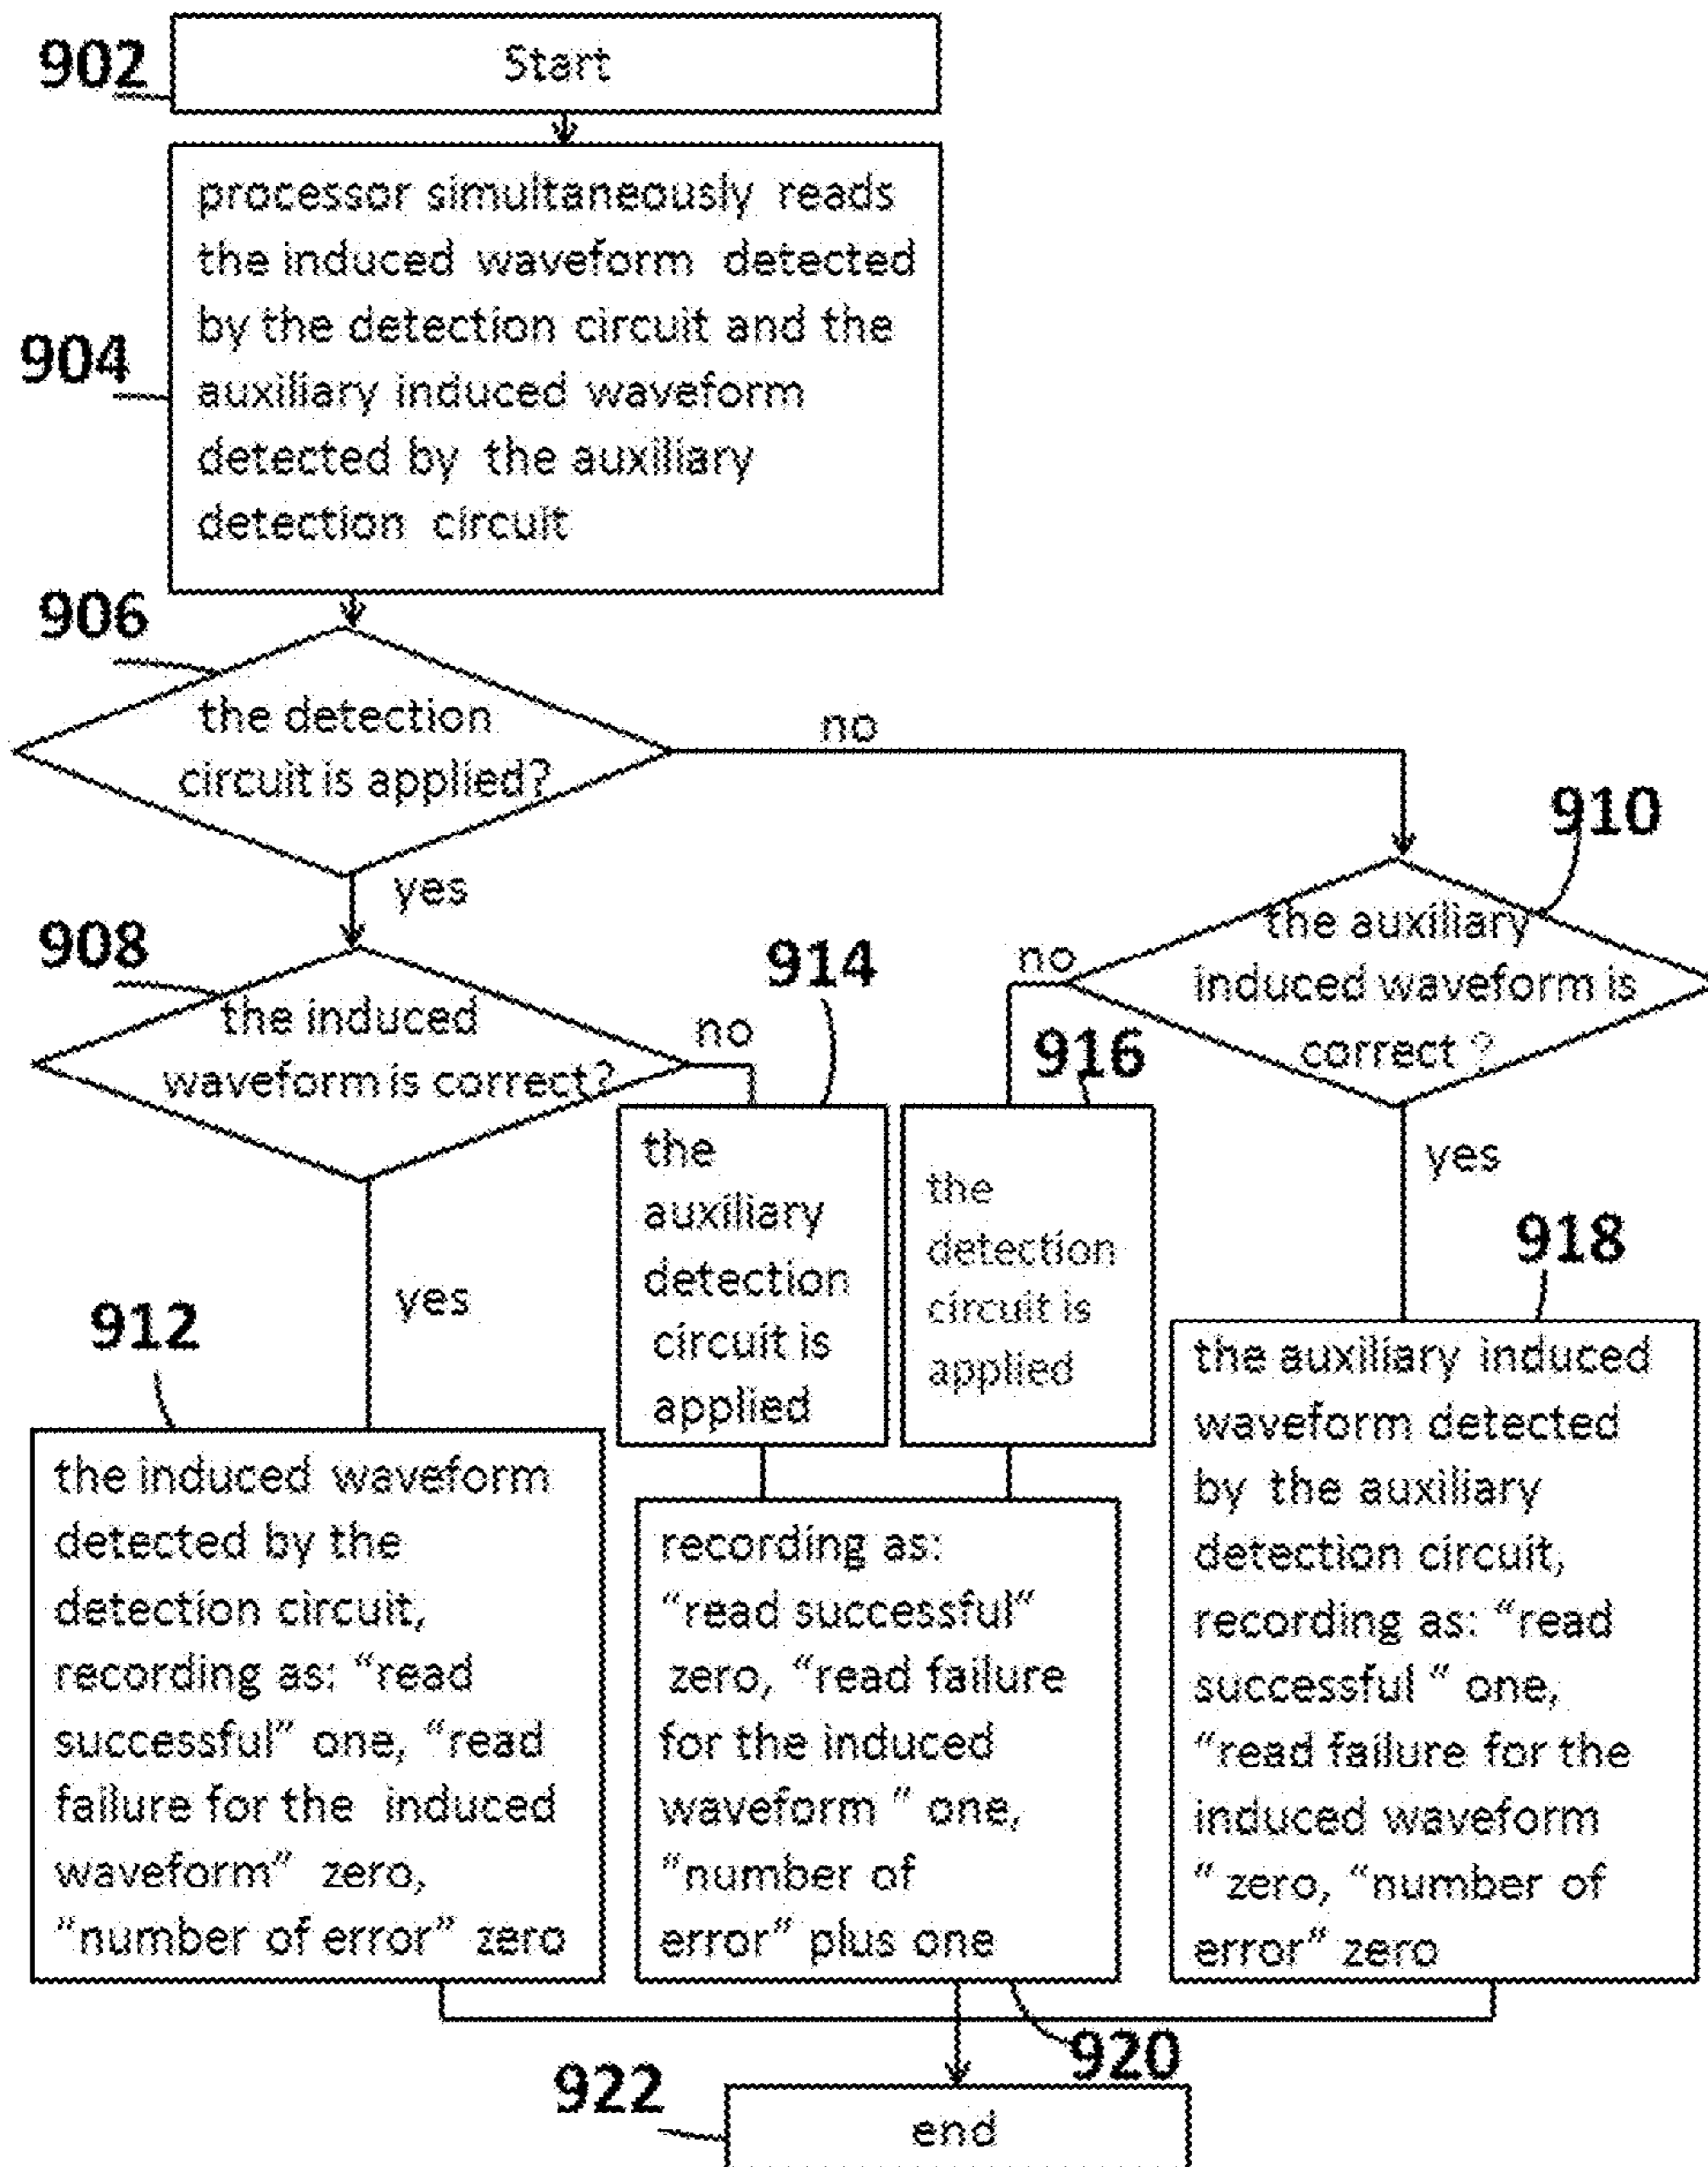 902
Start
904
processor simultaneously reads
the induced waveform detected
by the detection circuit and the
auxiliary induced waveform
detected by the auxiliary
detection circuit
906
the detection
circuit is applied?
no
yes
910
the auxiliary
induced waveform is
correct ?
no
yes
908
the induced
waveform is correct?
no
yes
914
the
auxiliary
detection
circuit is
applied
916
the
detection
circuit is
applied
912
the induced waveform
detected by the
detection circuit,
recording as: “read
successful” one, “read
failure for the induced
waveform” zero,
“number of error” zero
recording as:
“read successful”
zero, “read failure
for the induced
waveform ” one,
“number of
error” plus one
918
the auxiliary induced
waveform detected
by the auxiliary
detection circuit,
recording as: “read
successful ” one,
“read failure for the
induced waveform
” zero, “number of
error” zero
920
922
end